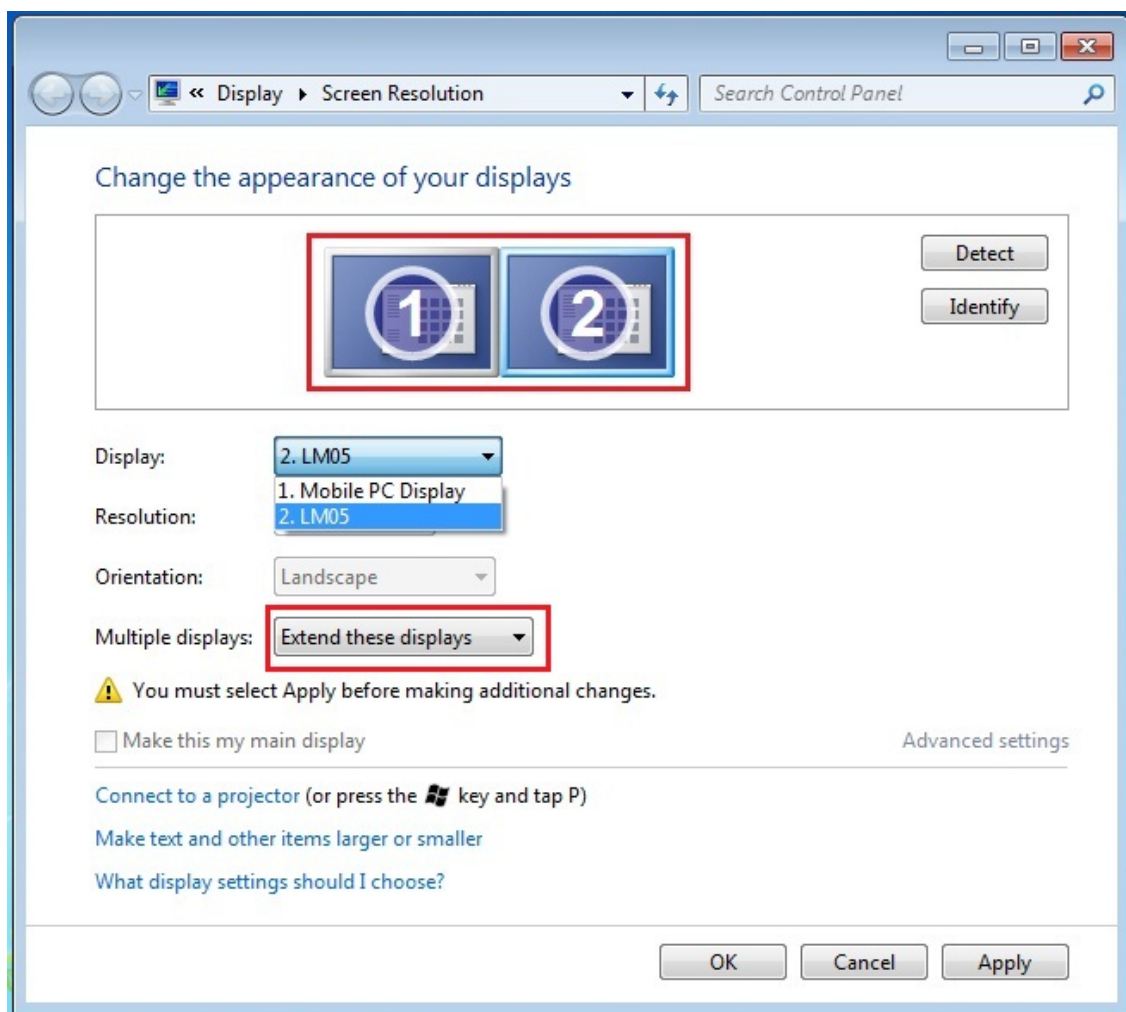 « Display ▸ Screen Resolution
Search Control Panel
Change the appearance of your displays
1 2
Detect
Identify
Display: 2. LM05
1. Mobile PC Display
Resolution: 2. LM05
Orientation: Landscape
Multiple displays: Extend these displays
You must select Apply before making additional changes.
Make this my main display Advanced settings
Connect to a projector (or press the key and tap P)
Make text and other items larger or smaller
What display settings should I choose?
OK Cancel Apply